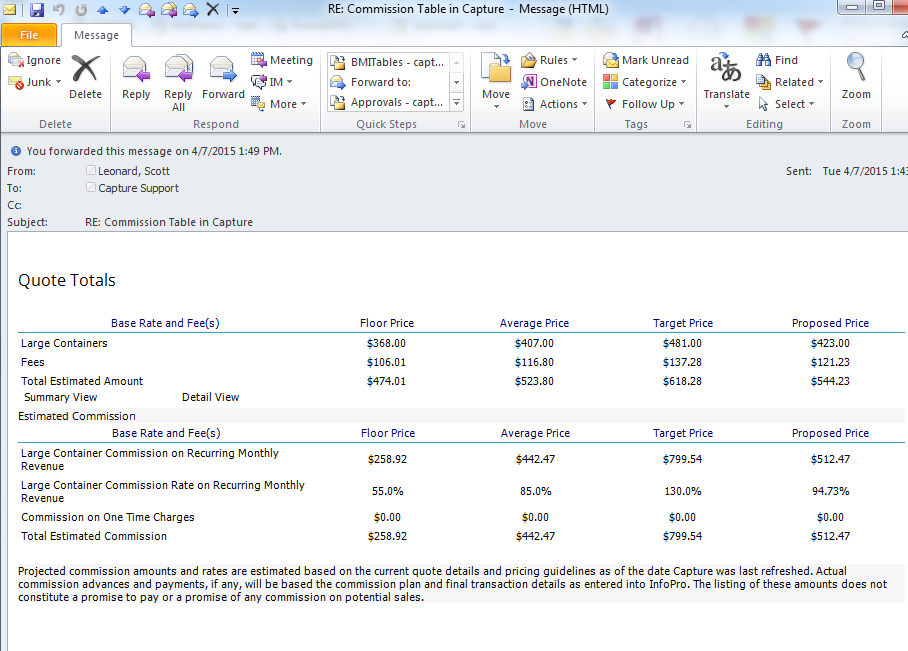 RE: Commission Table in Capture - Message (HTML)
File Message
Ignore
Junk
Delete
Reply
Reply All
Forward
Meeting
IM
More
BMITables - capt...
Forward to:
Approvals - capt...
Move
Rules
OneNote
Actions
Mark Unread
Categorize
Follow Up
Translate
Find
Related
Select
Zoom
Delete Respond Quick Steps Move Tags Editing Zoom
You forwarded this message on 4/7/2015 1:49 PM.
From: Leonard, Scott Sent: Tue 4/7/2015 1:43
To: Capture Support
Cc:
Subject: RE: Commission Table in Capture
Quote Totals
Base Rate and Fee(s) Floor Price Average Price Target Price Proposed Price
Large Containers $368.00 $407.00 $481.00 $423.00
Fees $106.01 $116.80 $137.28 $121.23
Total Estimated Amount $474.01 $523.80 $618.28 $544.23
Summary View Detail View
Estimated Commission
Base Rate and Fee(s) Floor Price Average Price Target Price Proposed Price
Large Container Commission on Recurring Monthly
Revenue $258.92 $442.47 $799.54 $512.47
Large Container Commission Rate on Recurring Monthly
Revenue 55.0% 85.0% 130.0% 94.73%
Commission on One Time Charges $0.00 $0.00 $0.00 $0.00
Total Estimated Commission $258.92 $442.47 $799.54 $512.47
Projected commission amounts and rates are estimated based on the current quote details and pricing guidelines as of the date Capture was last refreshed. Actual
commission advances and payments, if any, will be based the commission plan and final transaction details as entered into InfoPro. The listing of these amounts does not
constitute a promise to pay or a promise of any commission on potential sales.